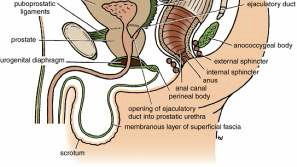 puboprostatic
ligaments
prostate
urogenital diaphragm
ejaculatory duct
anococcygeal body
external sphincter
internal sphincter
anus
anal canal
perineal body
opening of ejaculatory
duct into prostatic urethra
membranous layer of superficial fascia
scrotum